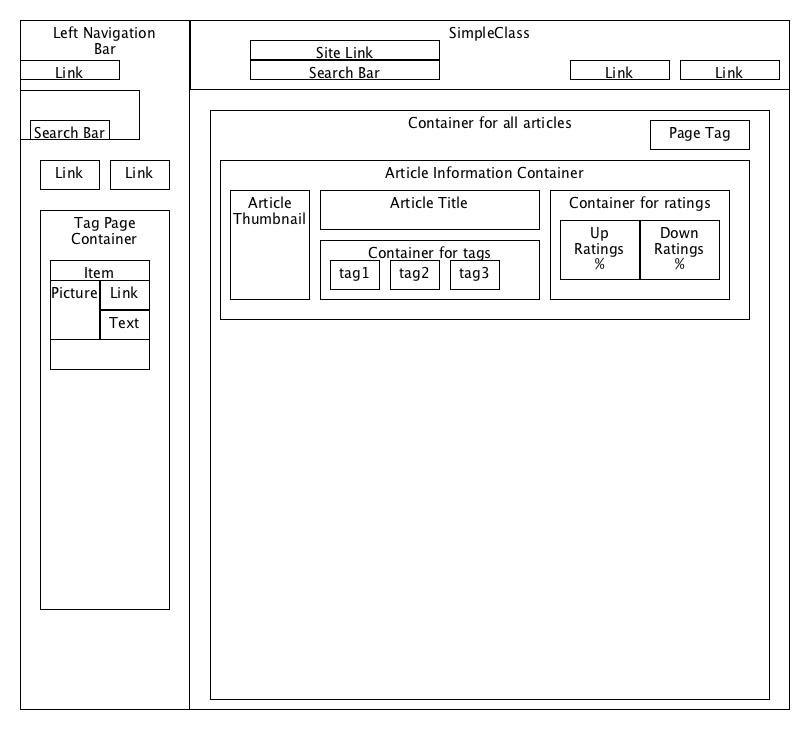 Left Navigation
Bar
Link
Search Bar
Link
Link
Tag Page
Container
Item
Picture
Link
Text
SimpleClass
Site Link
Search Bar
Link
Link
Container for all articles
Page Tag
Article Information Container
Article
Thumbnail
Article Title
Container for tags
tag1
tag2
tag3
Container for ratings
Up
Ratings
%
Down
Ratings
%